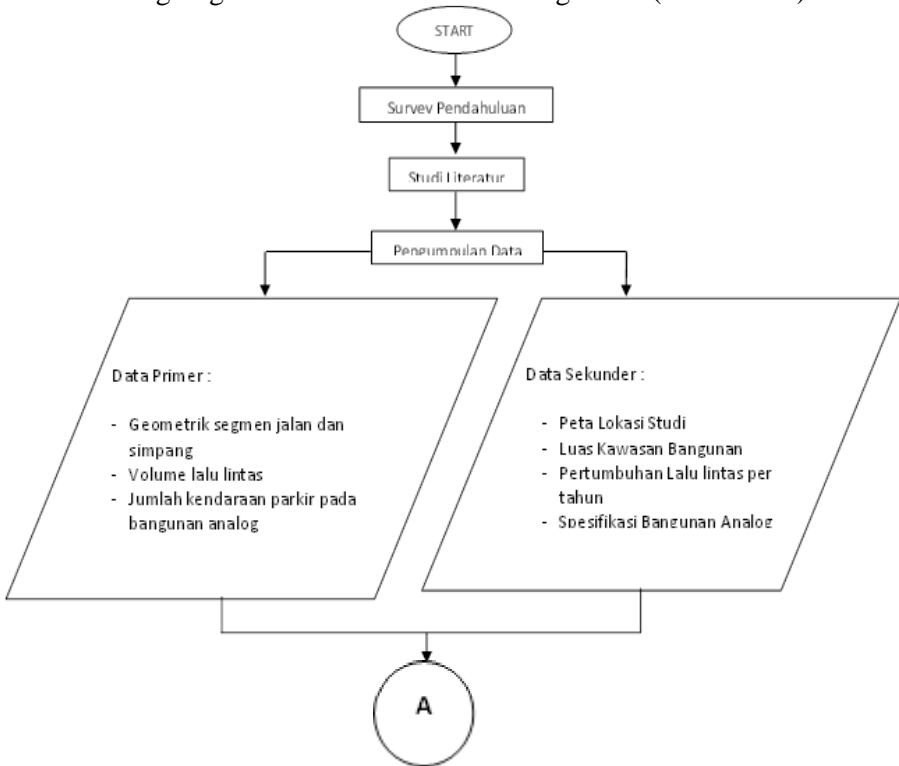 START
Survey Pendahuluan
Studi Literatur
Pengumpulan Data
Data Primer :
- Geometrik segmen jalan dan
simpang
- Volume lalu lintas
- Jumlah kendaraan parkir pada
bangunan analog
Data Sekunder :
- Peta Lokasi Studi
- Luas Kawasan Bangunan
- Pertumbuhan Lalu lintas per
tahun
- Spesifikasi Bangunan Analog
A